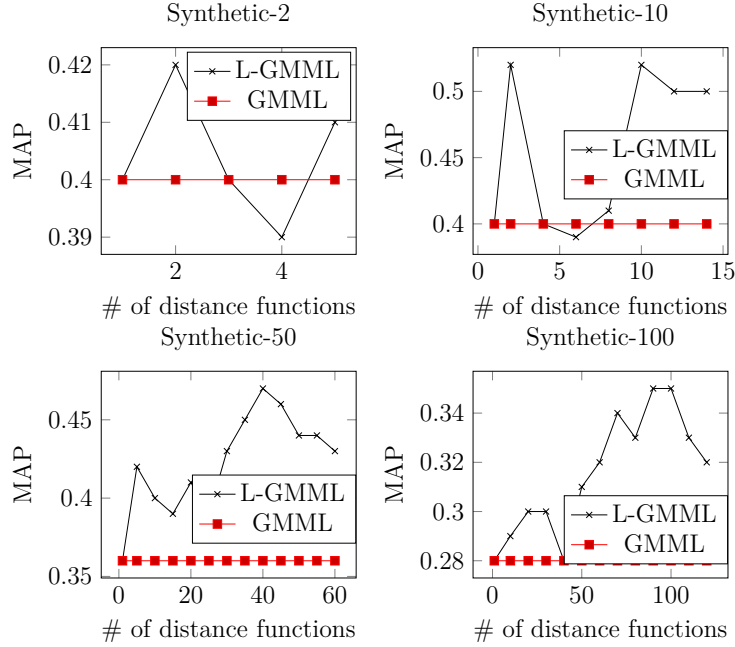 Synthetic-2
0.42
0.41
0.4
0.39
MAP
2
4
# of distance functions
L-GMML
GMML
Synthetic-10
0.5
0.45
0.4
MAP
0
5
10
15
# of distance functions
L-GMML
GMML
Synthetic-50
0.45
0.4
0.35
MAP
0
20
40
60
# of distance functions
L-GMML
GMML
Synthetic-100
0.34
0.32
0.3
0.28
MAP
0
50
100
# of distance functions
L-GMML
GMML